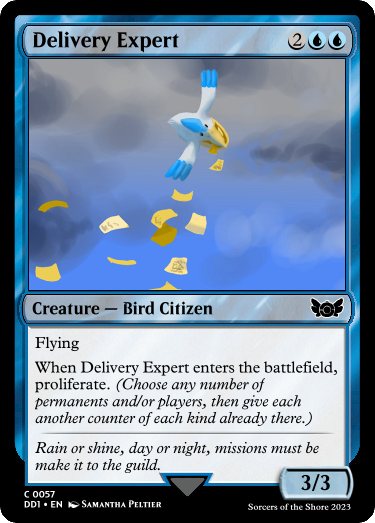 Delivery Expert 2
Creature — Bird Citizen
Flying
When Delivery Expert enters the battlefield,
proliferate. (Choose any number of
permanents and/or players, then give each
another counter of each kind already there.)
Rain or shine, day or night, missions must be
make it to the guild.
3/3
C 0057
DD1 • EN Samantha Peltier
Sorcers of the Shore 2023